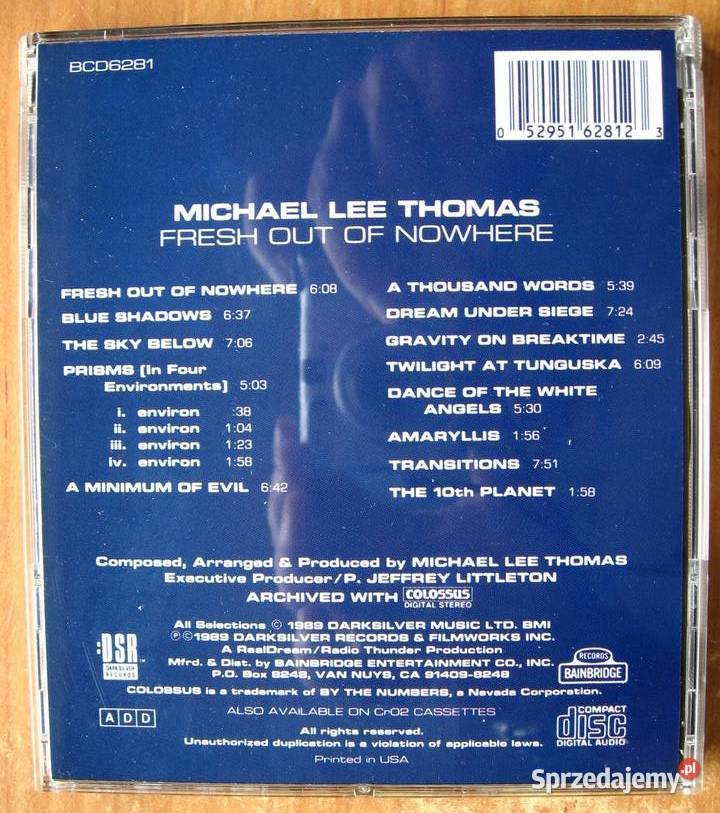 BCD6281
0 52951 62812 3
MICHAEL LEE THOMAS
FRESH OUT OF NOWHERE
FRESH OUT OF NOWHERE 6:08
BLUE SHADOWS 6:37
THE SKY BELOW 7:06
PRISMS [In Four
Environments] 5:03
i. environ :38
ii. environ 1:04
iii. environ 1:23
iv. environ 1:58
A MINIMUM OF EVIL 6:42
A THOUSAND WORDS 5:39
DREAM UNDER SIEGE 7:24
GRAVITY ON BREAKTIME 2:45
TWILIGHT AT TUNGUSKA 6:09
DANCE OF THE WHITE
ANGELS 5:30
AMARYLLIS 1:56
TRANSITIONS 7:51
THE 10th PLANET 1:58
Composed, Arranged & Produced by MICHAEL LEE THOMAS
Executive Producer/P. JEFFREY LITTLETON
ARCHIVED WITH COLOSSUS
DIGITAL STEREO
All Selections © 1989 DARKSILVER MUSIC LTD. BMI
℗©1989 DARKSILVER RECORDS & FILMWORKS INC.
A RealDream/Radio Thunder Production
Mfrd. & Dist. by BAINBRIDGE ENTERTAINMENT CO., INC.
P.O. Box 8248, VAN NUYS, CA 91409-8248
COLOSSUS is a trademark of BY THE NUMBERS, a Nevada Corporation.
:DSR
DARK SILVER
RECORDS
RECORDS
BAINBRIDGE
ALSO AVAILABLE ON CrO2 CASSETTES
ADD
COMPACT
disc
DIGITAL AUDIO
All rights reserved.
Unauthorized duplication is a violation of applicable laws.
Printed in USA
Sprzedajemy.pl